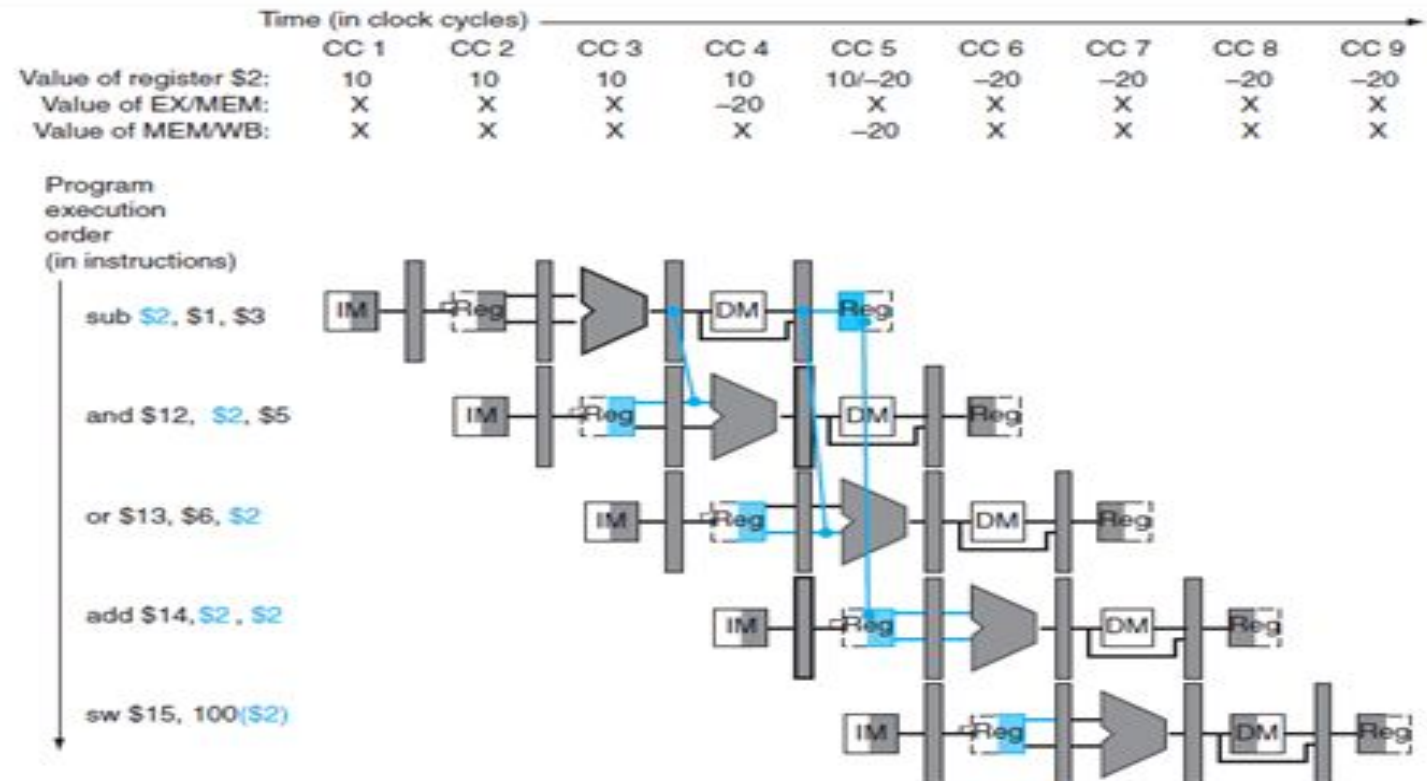 Time (in clock cycles)
CC 1 CC 2 CC 3 CC 4 CC 5 CC 6 CC 7 CC 8 CC 9
Value of register $2: 10 10 10 10 10/–20 –20 –20 –20 –20
Value of EX/MEM: X X X –20 X X X X X
Value of MEM/WB: X X X X –20 X X X X
Program
execution
order
(in instructions)
sub $2, $1, $3 IM Reg DM Reg
and $12, $2, $5 IM Reg DM Reg
or $13, $6, $2 IM Reg DM Reg
add $14, $2, $2 IM Reg DM Reg
sw $15, 100($2) IM Reg DM Reg